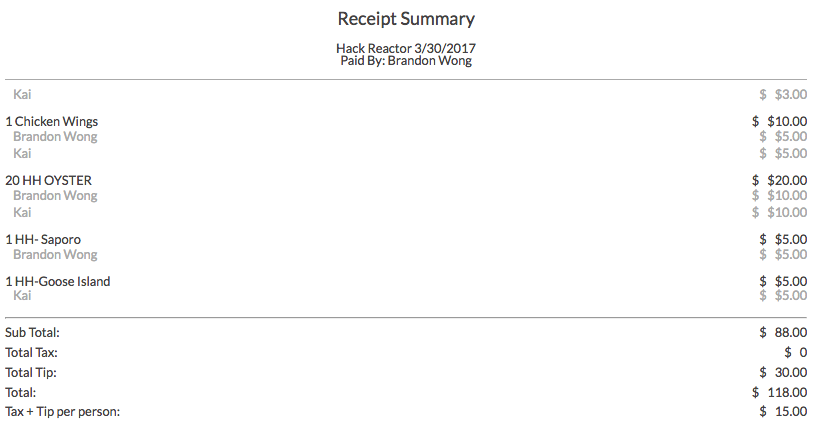 Receipt Summary
Hack Reactor 3/30/2017
Paid By: Brandon Wong
Kai $ $3.00
1 Chicken Wings $ $10.00
Brandon Wong $ $5.00
Kai $ $5.00
20 HH OYSTER $ $20.00
Brandon Wong $ $10.00
Kai $ $10.00
1 HH- Saporo $ $5.00
Brandon Wong $ $5.00
1 HH-Goose Island $ $5.00
Kai $ $5.00
Sub Total: $ 88.00
Total Tax: $ 0
Total Tip: $ 30.00
Total: $ 118.00
Tax + Tip per person: $ 15.00